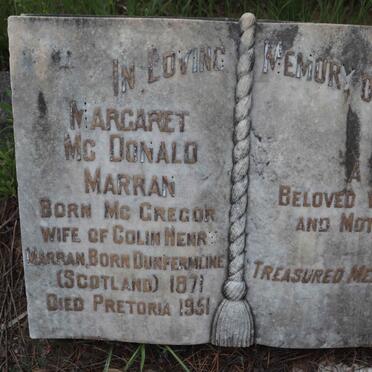 In Loving Memory O
Margaret
Mc Donald
Marran
Born Mc Gregor
Wife of Colin Henr
Marran, Born Dunfermline
(Scotland) 1871
Died Pretoria 1951
A
Beloved W
and Mot
Treasured Me